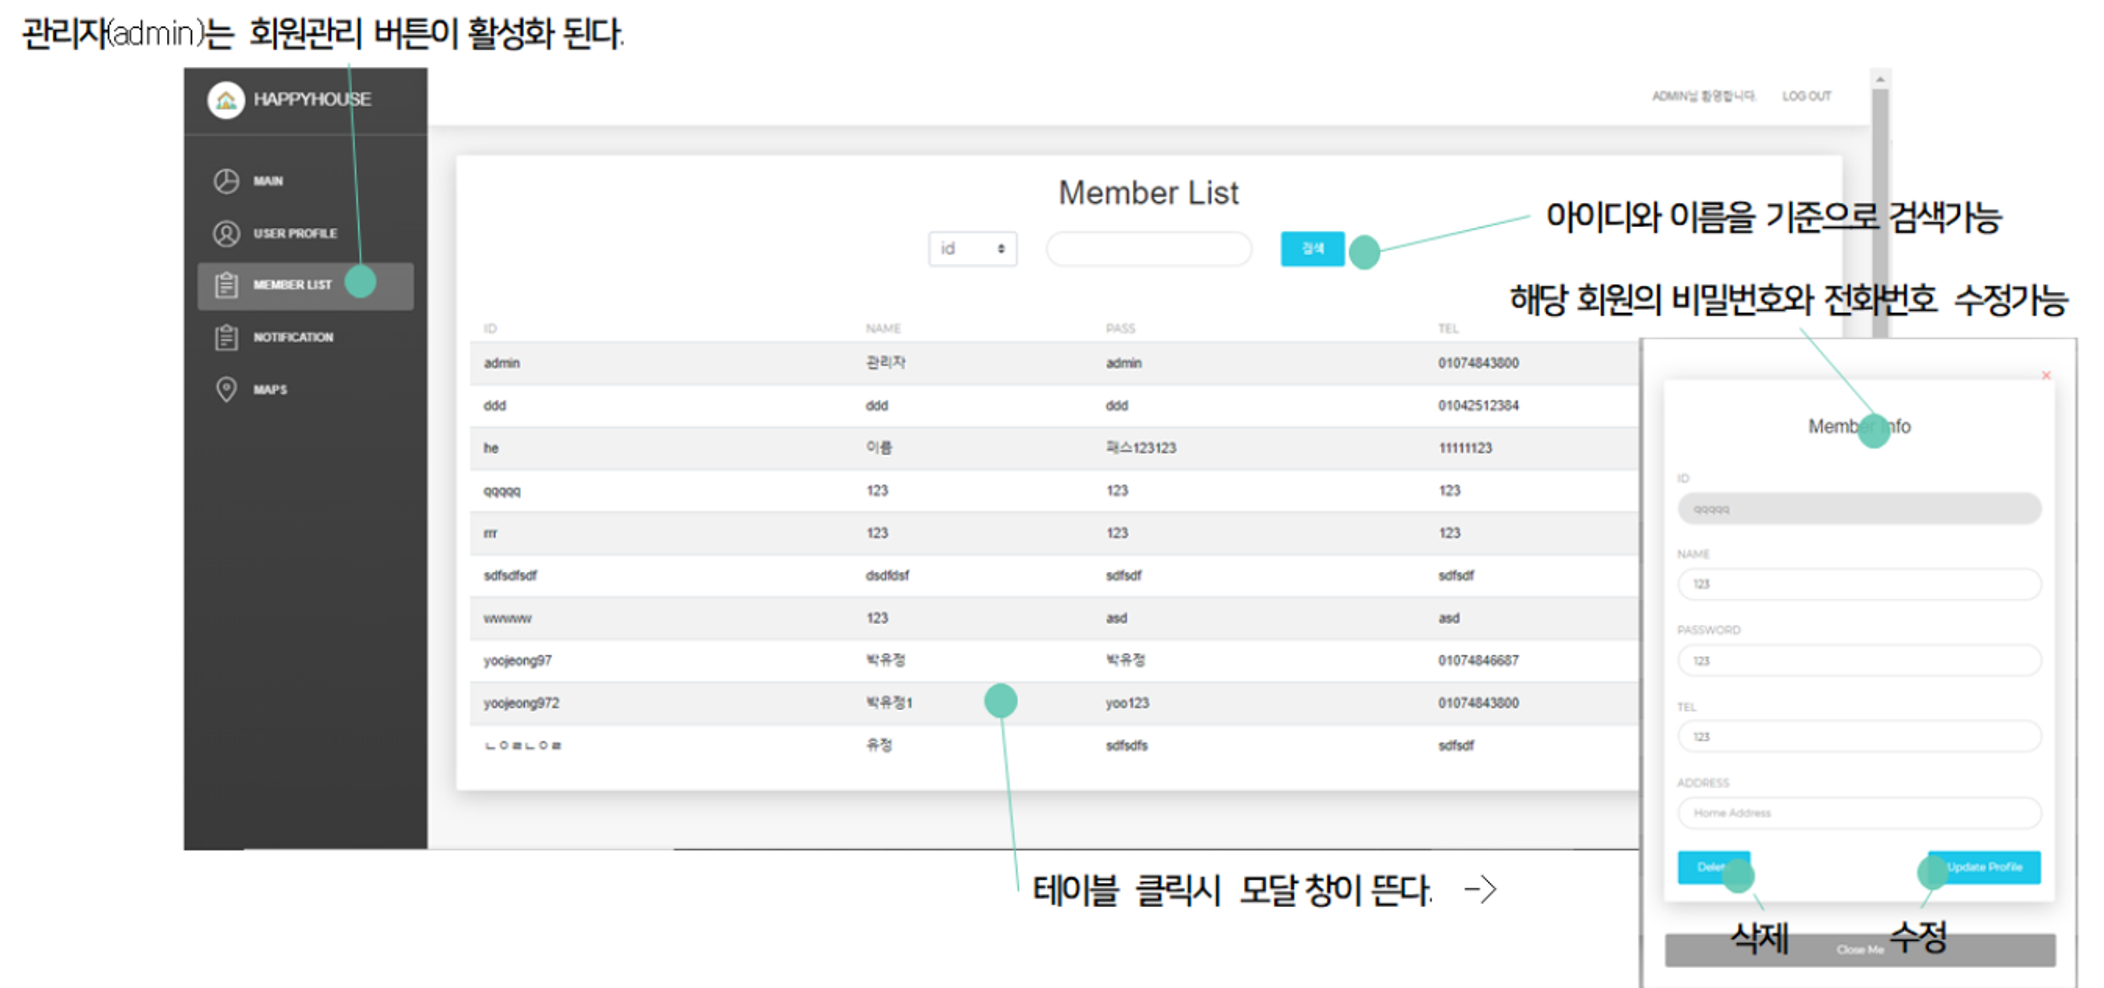 관리자(admin)는 회원관리 버튼이 활성화 된다.
HAPPYHOUSE
ADMIN님 환영합니다. LOG OUT
MAIN
USER PROFILE
MEMBER LIST
NOTIFICATION
MAPS
Member List
id 검색
아이디와 이름을 기준으로 검색가능
해당 회원의 비밀번호와 전화번호 수정가능
ID NAME PASS TEL
admin 관리자 admin 01074843800
ddd ddd ddd 01042512384
he 이름 패스123123 11111123
qqqqq 123 123 123
rrr 123 123 123
sdfsdfsdf dsdfdsf sdfsdf sdfsdf
wwwww 123 asd asd
yoojeong97 박유정 박유정 01074846687
yoojeong972 박유정1 yoo123 01074843800
ㄴㅇㄹㄴㅇㄹ 유정 sdfsdfs sdfsdf
테이블 클릭시 모달 창이 뜬다. ->
×
Member Info
ID
qqqqq
NAME
123
PASSWORD
123
TEL
123
ADDRESS
Home Address
Delete Update Profile
삭제 수정
Close Me